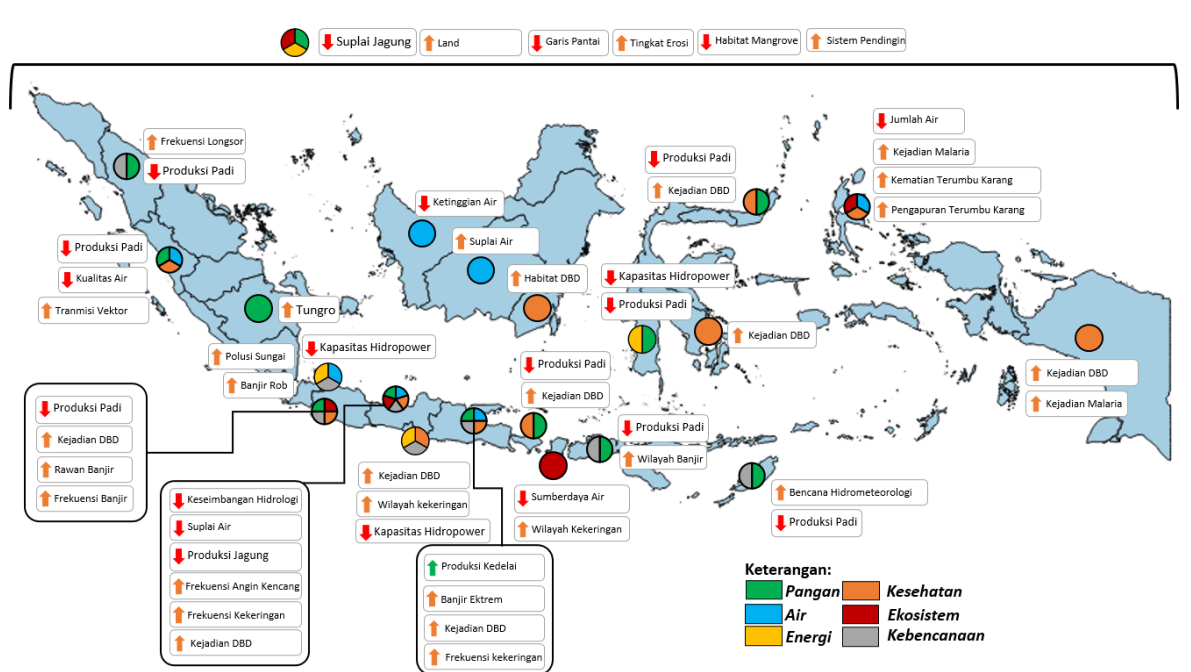 Suplai Jagung
Land
Garis Pantai
Tingkat Erosi
Habitat Mangrove
Sistem Pendingin
Frekuensi Longsor
Produksi Padi
Produksi Padi
Kualitas Air
Tranmisi Vektor
Tungro
Ketinggian Air
Suplai Air
Habitat DBD
Produksi Padi
Kejadian DBD
Jumlah Air
Kejadian Malaria
Kematian Terumbu Karang
Pengapuran Terumbu Karang
Kapasitas Hidropower
Produksi Padi
Kejadian DBD
Kejadian DBD
Kejadian Malaria
Kapasitas Hidropower
Polusi Sungai
Banjir Rob
Produksi Padi
Kejadian DBD
Produksi Padi
Wilayah Banjir
Produksi Padi
Kejadian DBD
Rawan Banjir
Frekuensi Banjir
Kejadian DBD
Wilayah kekeringan
Kapasitas Hidropower
Sumberdaya Air
Wilayah Kekeringan
Bencana Hidrometeorologi
Produksi Padi
Keseimbangan Hidrologi
Suplai Air
Produksi Jagung
Frekuensi Angin Kencang
Frekuensi Kekeringan
Kejadian DBD
Produksi Kedelai
Banjir Ektrem
Kejadian DBD
Frekuensi kekeringan
Keterangan:
Pangan
Kesehatan
Air
Ekosistem
Energi
Kebencanaan